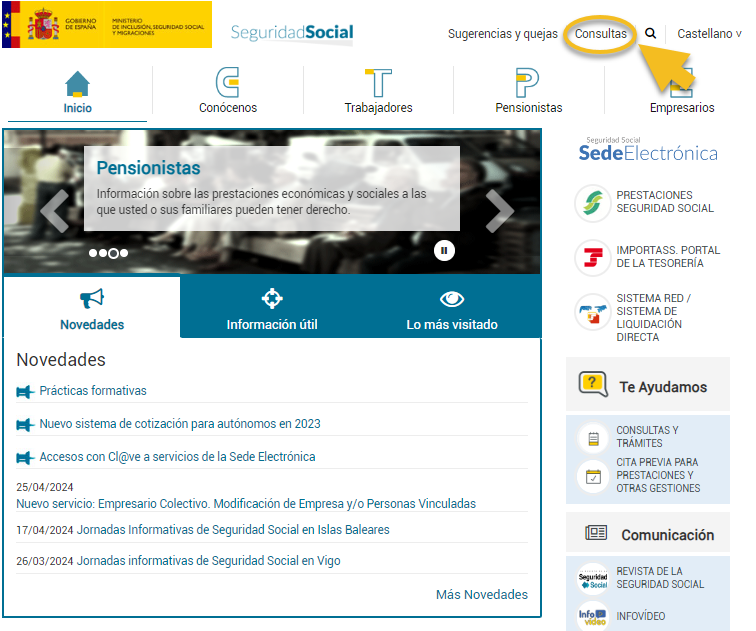 GOBIERNO
DE ESPAÑA
MINISTERIO
DE INCLUSIÓN, SEGURIDAD SOCIAL
Y MIGRACIONES
SeguridadSocial
Sugerencias y quejas
Consultas
Castellano v
Inicio
Conócenos
Trabajadores
Pensionistas
Empresarios
Pensionistas
Información sobre las prestaciones económicas y sociales a las
que usted o sus familiares pueden tener derecho.
Novedades
Información útil
Lo más visitado
Novedades
Prácticas formativas
Nuevo sistema de cotización para autónomos en 2023
Accesos con Cl@ve a servicios de la Sede Electrónica
25/04/2024
Nuevo servicio: Empresario Colectivo. Modificación de Empresa y/o Personas Vinculadas
17/04/2024 Jornadas Informativas de Seguridad Social en Islas Baleares
26/03/2024 Jornadas informativas de Seguridad Social en Vigo
Más Novedades
Seguridad Social
SedeElectrónica
PRESTACIONES
SEGURIDAD SOCIAL
IMPORTASS. PORTAL
DE LA TESORERÍA
SISTEMA RED /
SISTEMA DE
LIQUIDACIÓN
DIRECTA
Te Ayudamos
CONSULTAS Y
TRÁMITES
CITA PREVIA PARA
PRESTACIONES Y
OTRAS GESTIONES
Comunicación
Seguridad
Social
REVISTA DE LA
SEGURIDAD SOCIAL
Info
vídeo
INFOVÍDEO